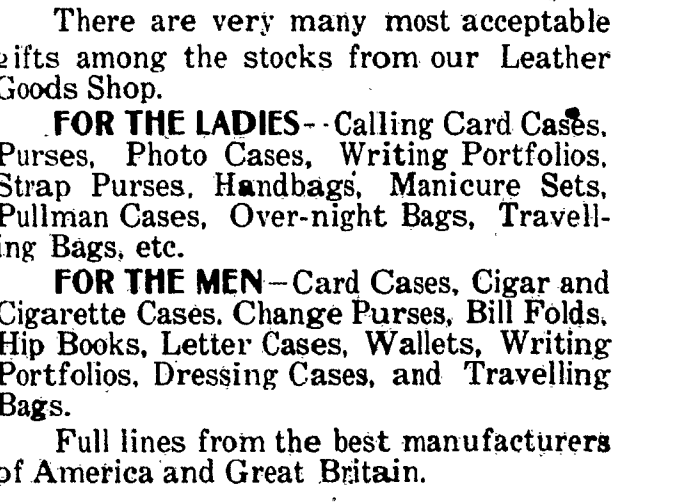 There are very many most acceptable
gifts among the stocks from our Leather
Goods Shop.
FOR THE LADIES--Calling Card Cases,
Purses, Photo Cases, Writing Portfolios,
Strap Purses, Handbags, Manicure Sets,
Pullman Cases, Over-night Bags, Travell-
ing Bags, etc.
FOR THE MEN—Card Cases, Cigar and
Cigarette Cases. Change Purses, Bill Folds,
Hip Books, Letter Cases, Wallets, Writing
Portfolios, Dressing Cases, and Travelling
Bags.
Full lines from the best manufacturers
of America and Great Britain.